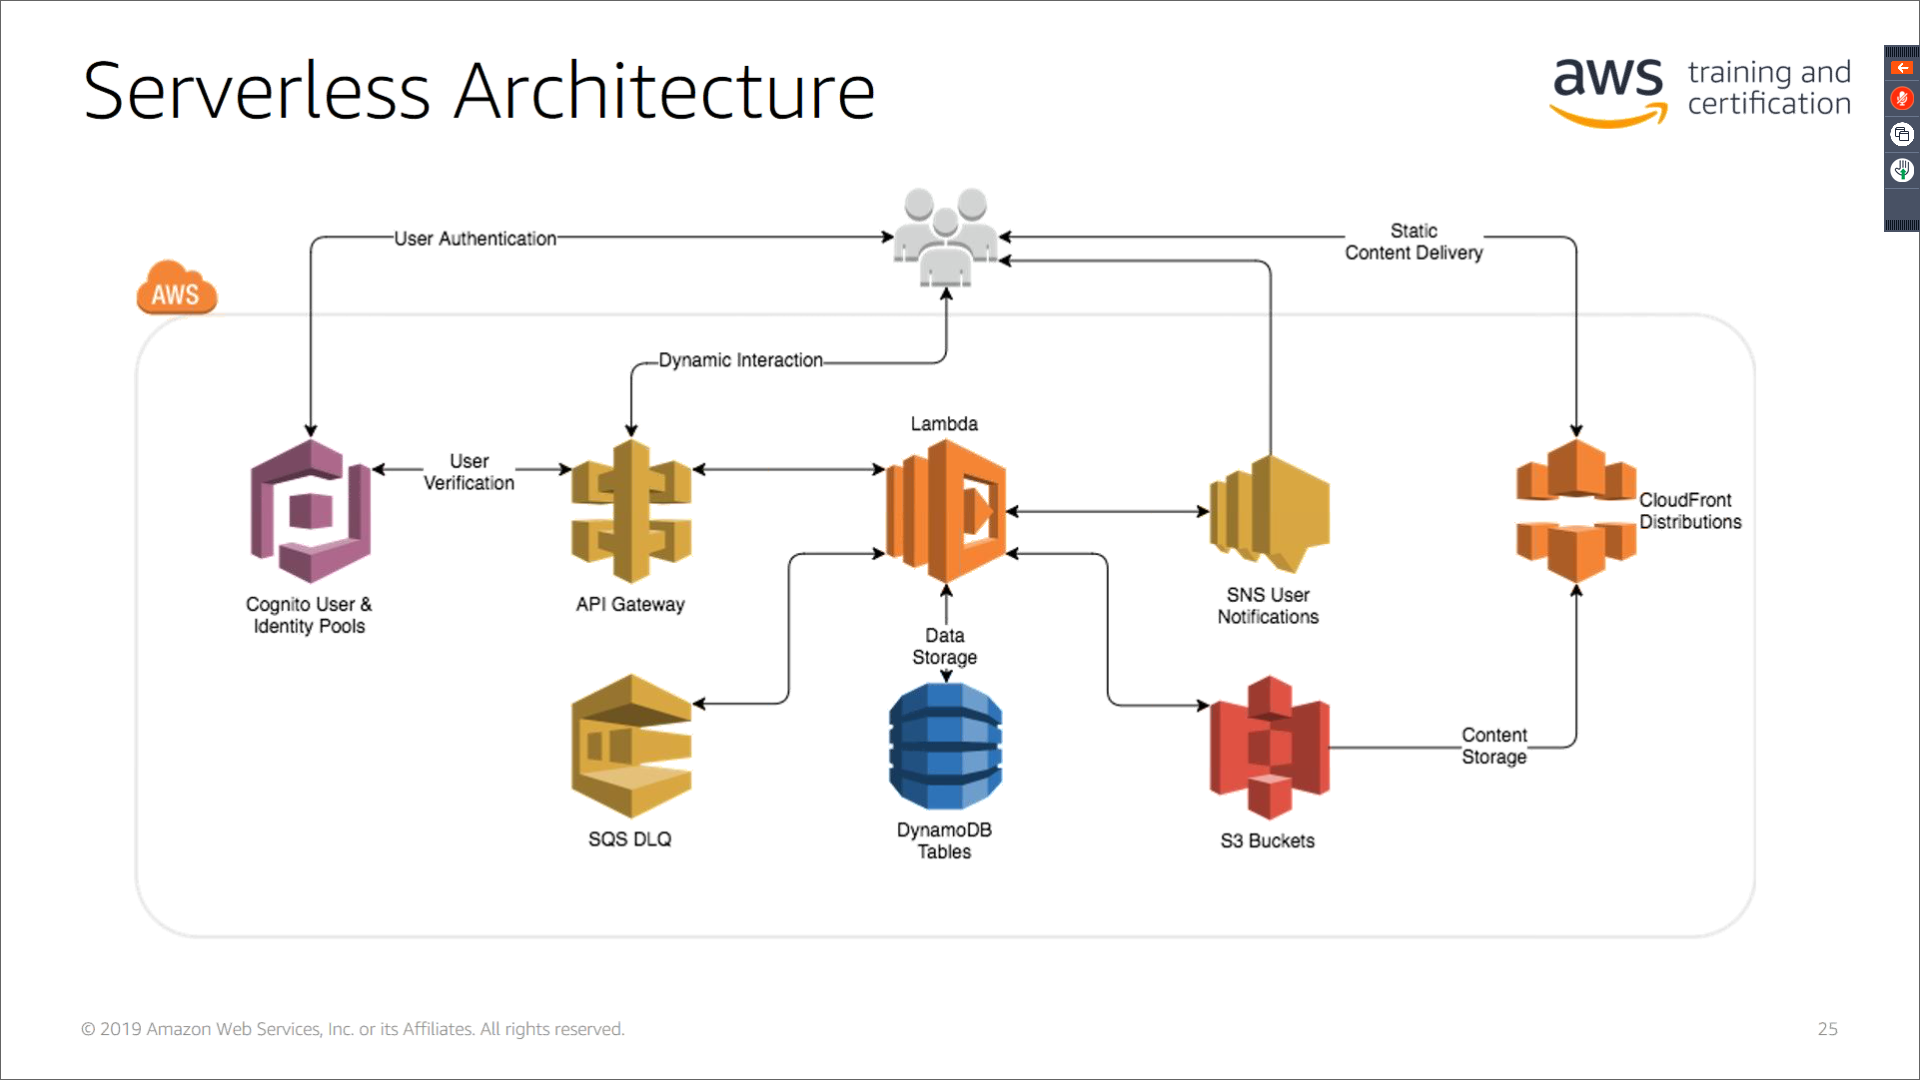 Serverless Architecture
aws
training and
certification
User Authentication
Static
Content Delivery
AWS
Dynamic Interaction
Lambda
User
Verification
CloudFront
Distributions
Cognito User &
Identity Pools
API Gateway
SNS User
Notifications
Data
Storage
Content
Storage
SQS DLQ
DynamoDB
Tables
S3 Buckets
© 2019 Amazon Web Services, Inc. or its Affiliates. All rights reserved.
25